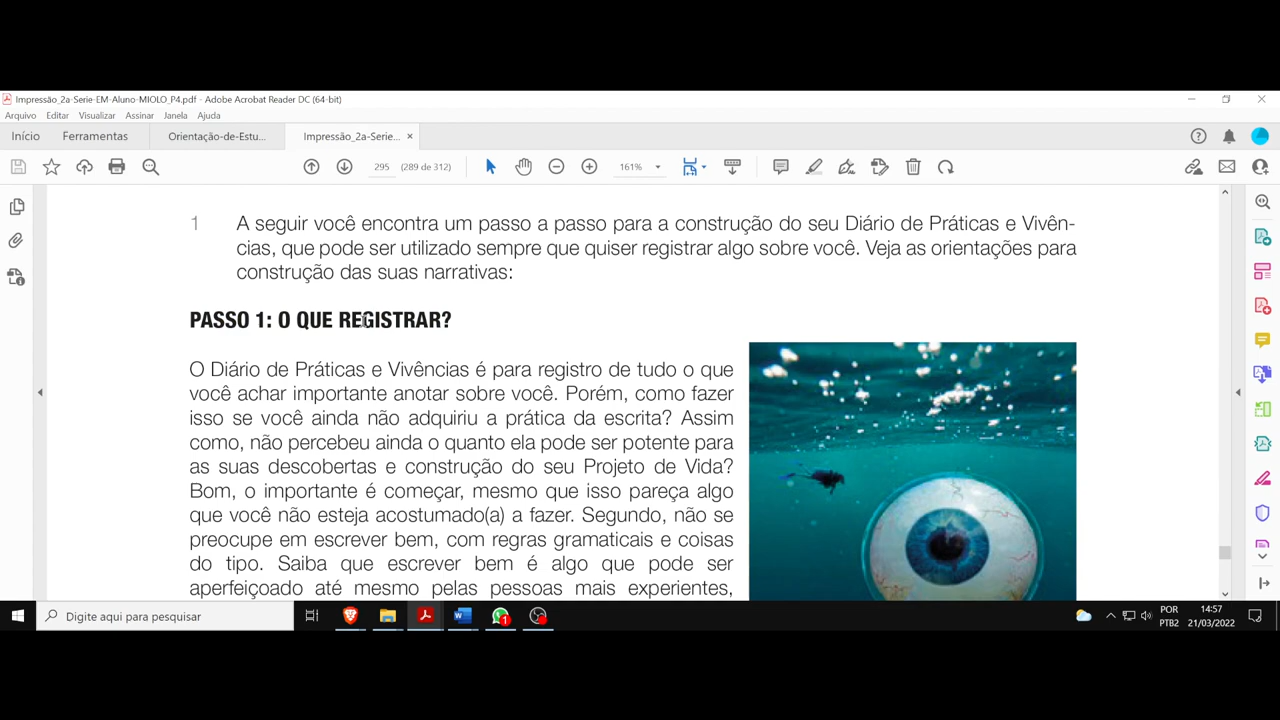 Impressão_2a-Serie-EM-Aluno-MIOLO_P4.pdf - Adobe Acrobat Reader DC (64-bit)
Arquivo Editar Visualizar Assinar Janela Ajuda
Início Ferramentas Orientação-de-Estu... Impressão_2a-Serie...
295 (289 de 312) 161%
1 A seguir você encontra um passo a passo para a construção do seu Diário de Práticas e Vivên-
cias, que pode ser utilizado sempre que quiser registrar algo sobre você. Veja as orientações para
construção das suas narrativas:
PASSO 1: O QUE REGISTRAR?
O Diário de Práticas e Vivências é para registro de tudo o que
você achar importante anotar sobre você. Porém, como fazer
isso se você ainda não adquiriu a prática da escrita? Assim
como, não percebeu ainda o quanto ela pode ser potente para
as suas descobertas e construção do seu Projeto de Vida?
Bom, o importante é começar, mesmo que isso pareça algo
que você não esteja acostumado(a) a fazer. Segundo, não se
preocupe em escrever bem, com regras gramaticais e coisas
do tipo. Saiba que escrever bem é algo que pode ser
aperfeiçoado até mesmo pelas pessoas mais experientes,
Digite aqui para pesquisar
1
POR
PTB2
14:57
21/03/2022